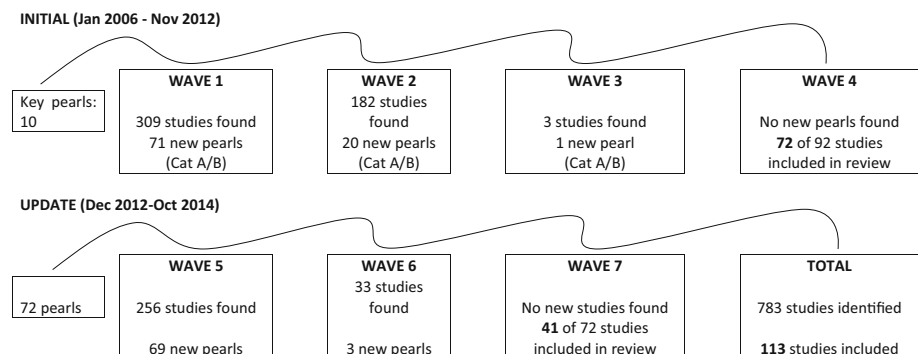 INITIAL (Jan 2006 - Nov 2012)
Key pearls:
10
WAVE 1
309 studies found
71 new pearls
(Cat A/B)
WAVE 2
182 studies
found
20 new pearls
(Cat A/B)
WAVE 3
3 studies found
1 new pearl
(Cat A/B)
WAVE 4
No new pearls found
72 of 92 studies
included in review
UPDATE (Dec 2012-Oct 2014)
72 pearls
WAVE 5
256 studies found
69 new pearls
WAVE 6
33 studies
found
3 new pearls
WAVE 7
No new studies found
41 of 72 studies
included in review
TOTAL
783 studies identified
113 studies included